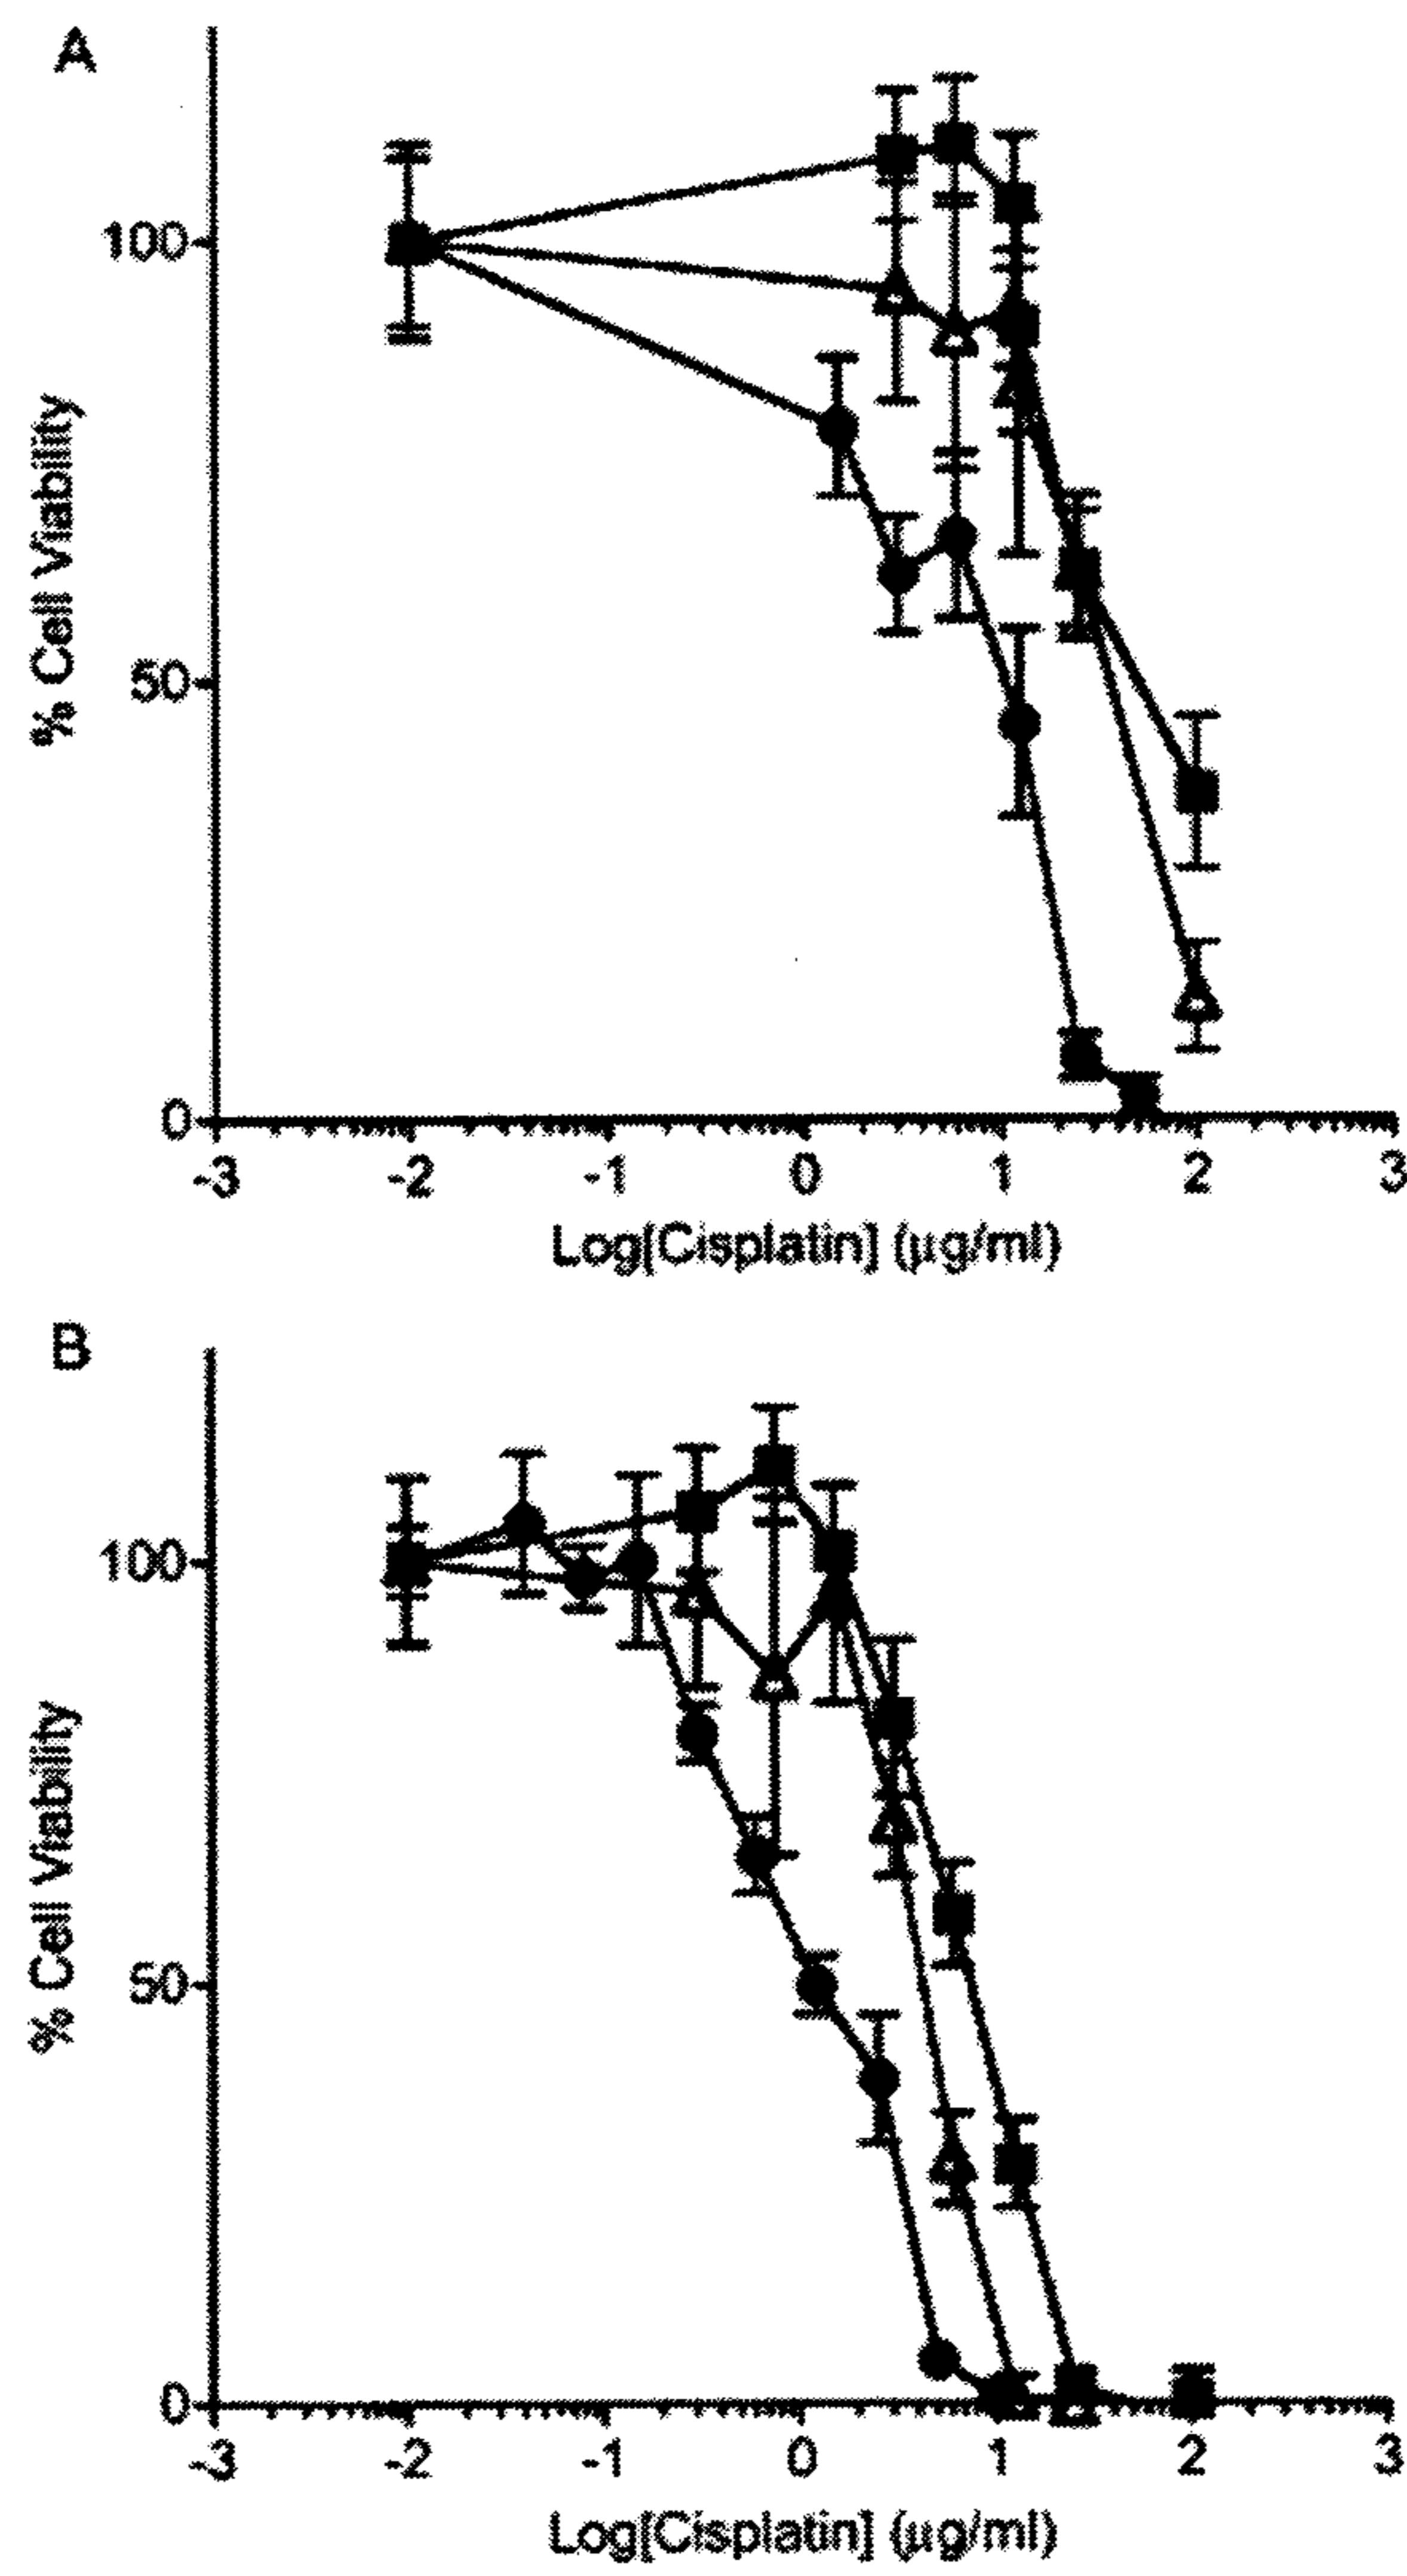 A
100
50
0
% Cell Viability
-3 -2 -1 0 1 2 3
Log[Cisplatin] (µg/ml)
B
100
50
0
% Cell Viability
-3 -2 -1 0 1 2 3
Log[Cisplatin] (µg/ml)